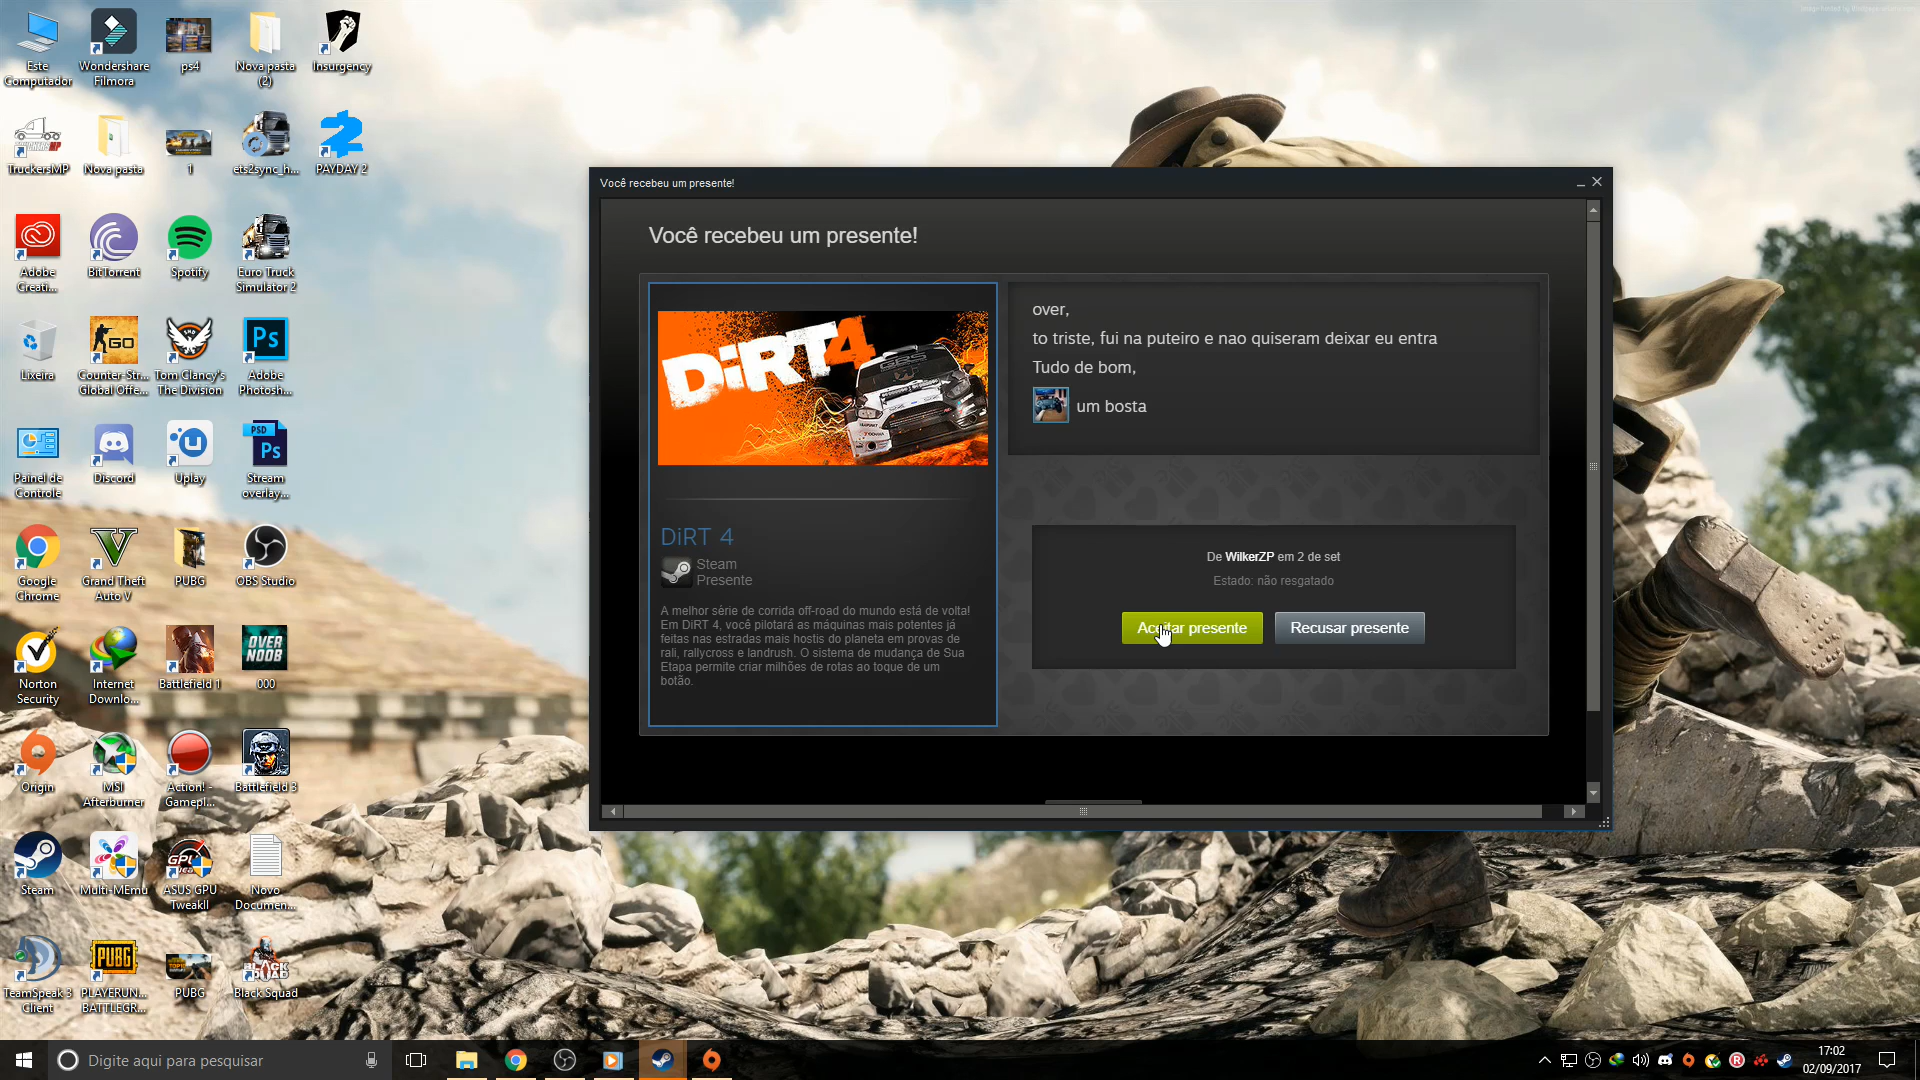 Este
Computador
Wondershare
Filmora
ps4
Nova pasta
(2)
Insurgency
TruckersMP
Nova pasta
1
ets2sync_h...
PAYDAY 2
Adobe
Creati...
BitTorrent
Spotify
Euro Truck
Simulator 2
Lixeira
GO
Counter-Str...
Global Offe...
Tom Clancy's
The Division
Ps
Adobe
Photosh...
Painel de
Controle
Discord
Uplay
PSD
Ps
Stream
overlay...
Google
Chrome
Grand Theft
Auto V
PUBG
OBS Studio
Norton
Security
Internet
Downlo...
Battlefield 1
OVER
NOOB
000
Origin
MSI
Afterburner
Action! -
Gamepl...
Battlefield 3
Steam
Multi-MEmu
ASUS GPU
TweakII
Novo
Documen...
TeamSpeak 3
Client
PUBG
PLAYERUN...
BATTLEGR...
PUBG
BLACK
SQUAD
Black Squad
Você recebeu um presente!
Você recebeu um presente!
DiRT 4
DiRT 4
Steam
Presente
A melhor série de corrida off-road do mundo está de volta!
Em DiRT 4, você pilotará as máquinas mais potentes já
feitas nas estradas mais hostis do planeta em provas de
rali, rallycross e landrush. O sistema de mudança de Sua
Etapa permite criar milhões de rotas ao toque de um
botão.
over,
to triste, fui na puteiro e nao quiseram deixar eu entra
Tudo de bom,
um bosta
De WilkerZP em 2 de set
Estado: não resgatado
Aceitar presente
Recusar presente
Digite aqui para pesquisar
17:02
02/09/2017